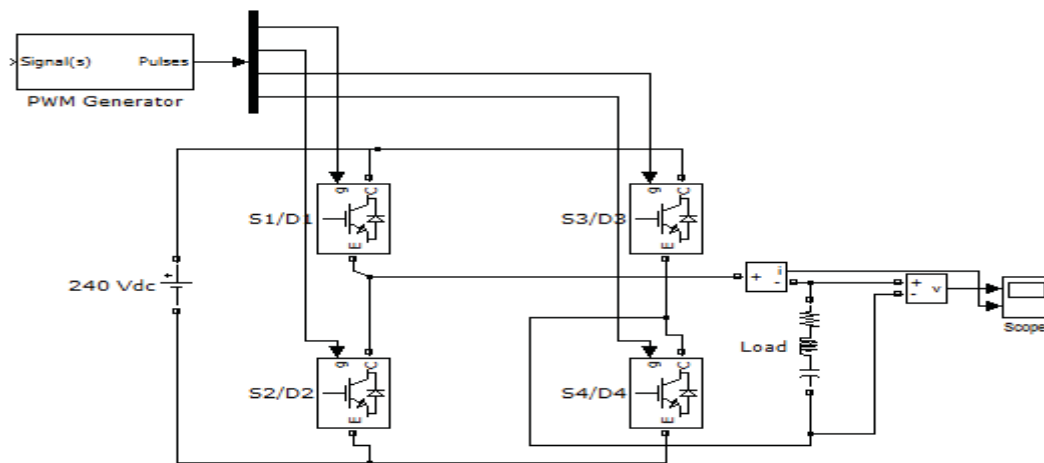 Signal(s) Pulses
PWM Generator
g C
S1/D1
E
g C
S3/D3
E
+
240 Vdc
+ i
-
+
- v
Scope
Load
g C
S2/D2
E
g C
S4/D4
E